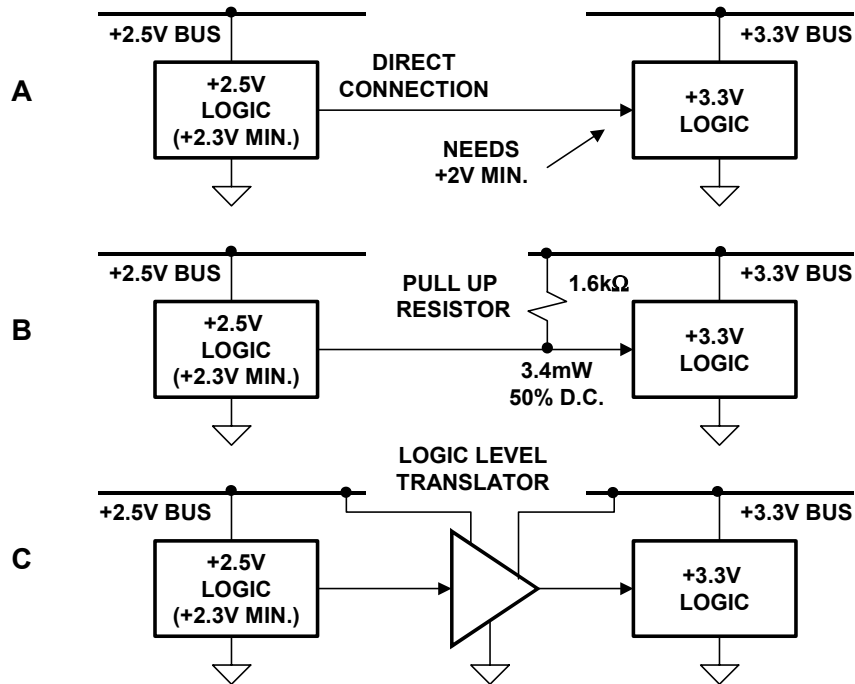 +2.5V BUS
+3.3V BUS
A
+2.5V
LOGIC
(+2.3V MIN.)
DIRECT
CONNECTION
NEEDS
+2V MIN.
+3.3V
LOGIC
+2.5V BUS
+3.3V BUS
B
+2.5V
LOGIC
(+2.3V MIN.)
PULL UP
RESISTOR
1.6kΩ
3.4mW
50% D.C.
+3.3V
LOGIC
LOGIC LEVEL
TRANSLATOR
+2.5V BUS
+3.3V BUS
C
+2.5V
LOGIC
(+2.3V MIN.)
+3.3V
LOGIC